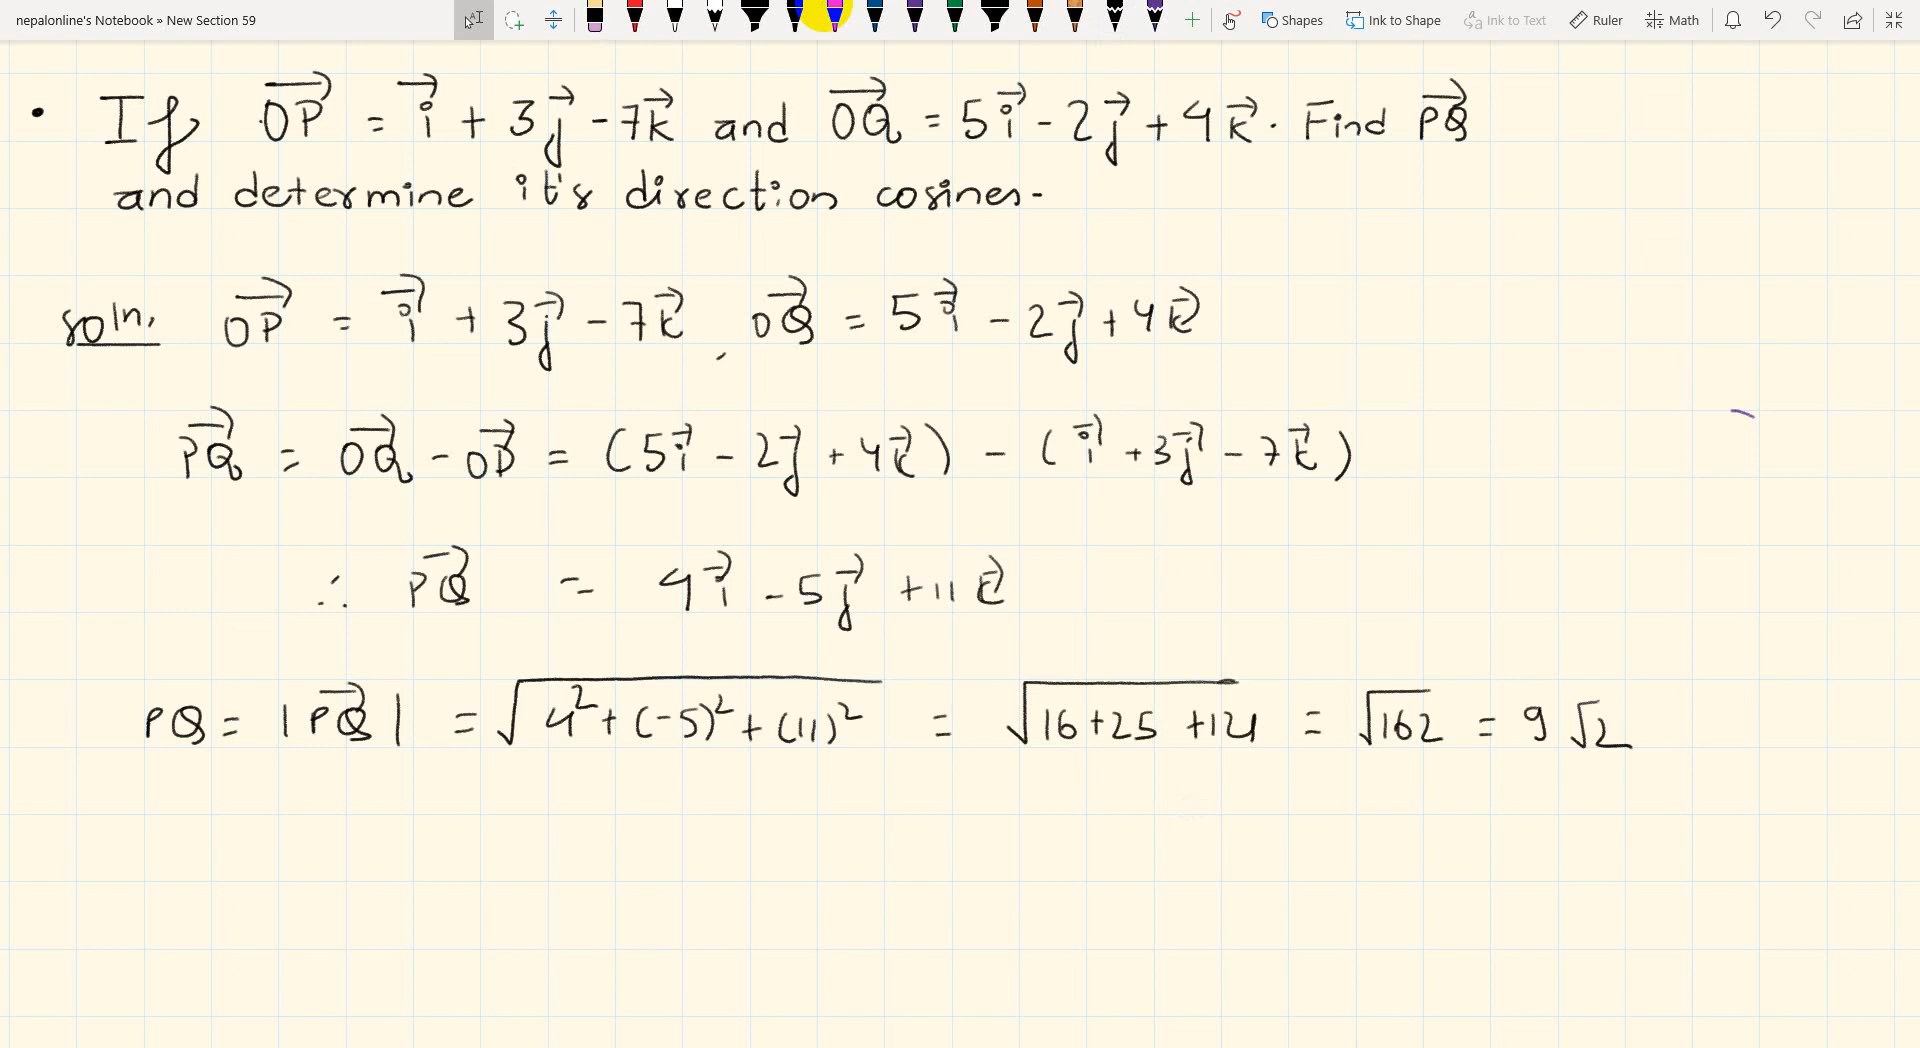 nepalonline's Notebook » New Section 59 Shapes Ink to Shape Ink to Text Ruler Math
• If OP⃗ = i⃗ + 3j⃗ - 7k⃗ and OQ⃗ = 5i⃗ - 2j⃗ + 4k⃗. Find PQ⃗
and determine it's direction cosines.
soln, OP⃗ = i⃗ + 3j⃗ - 7k⃗, OQ⃗ = 5i⃗ - 2j⃗ + 4k⃗
PQ⃗ = OQ⃗ - OP⃗ = (5i⃗ - 2j⃗ + 4k⃗) - (i⃗ + 3j⃗ - 7k⃗)
∴ PQ⃗ = 4i⃗ - 5j⃗ + 11k⃗
PQ = |PQ⃗| = √(4² + (-5)² + (11)²) = √(16 + 25 + 121) = √162 = 9√2